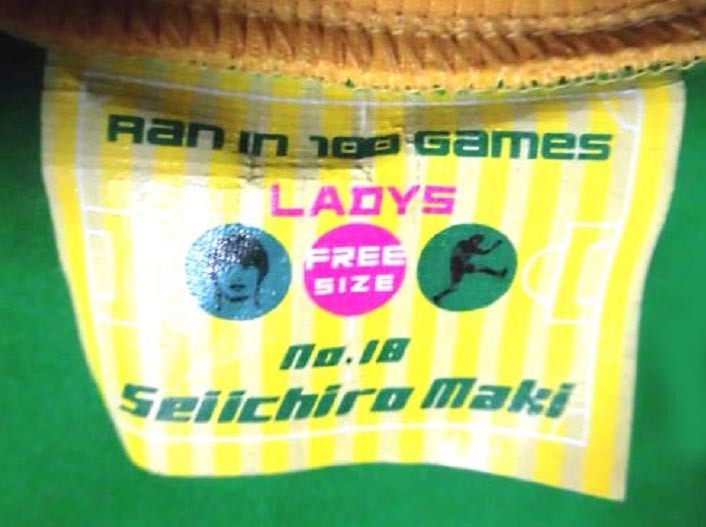 Ran in 100 Games
LADYS
FREE
SIZE
No.18
Seiichiro Maki